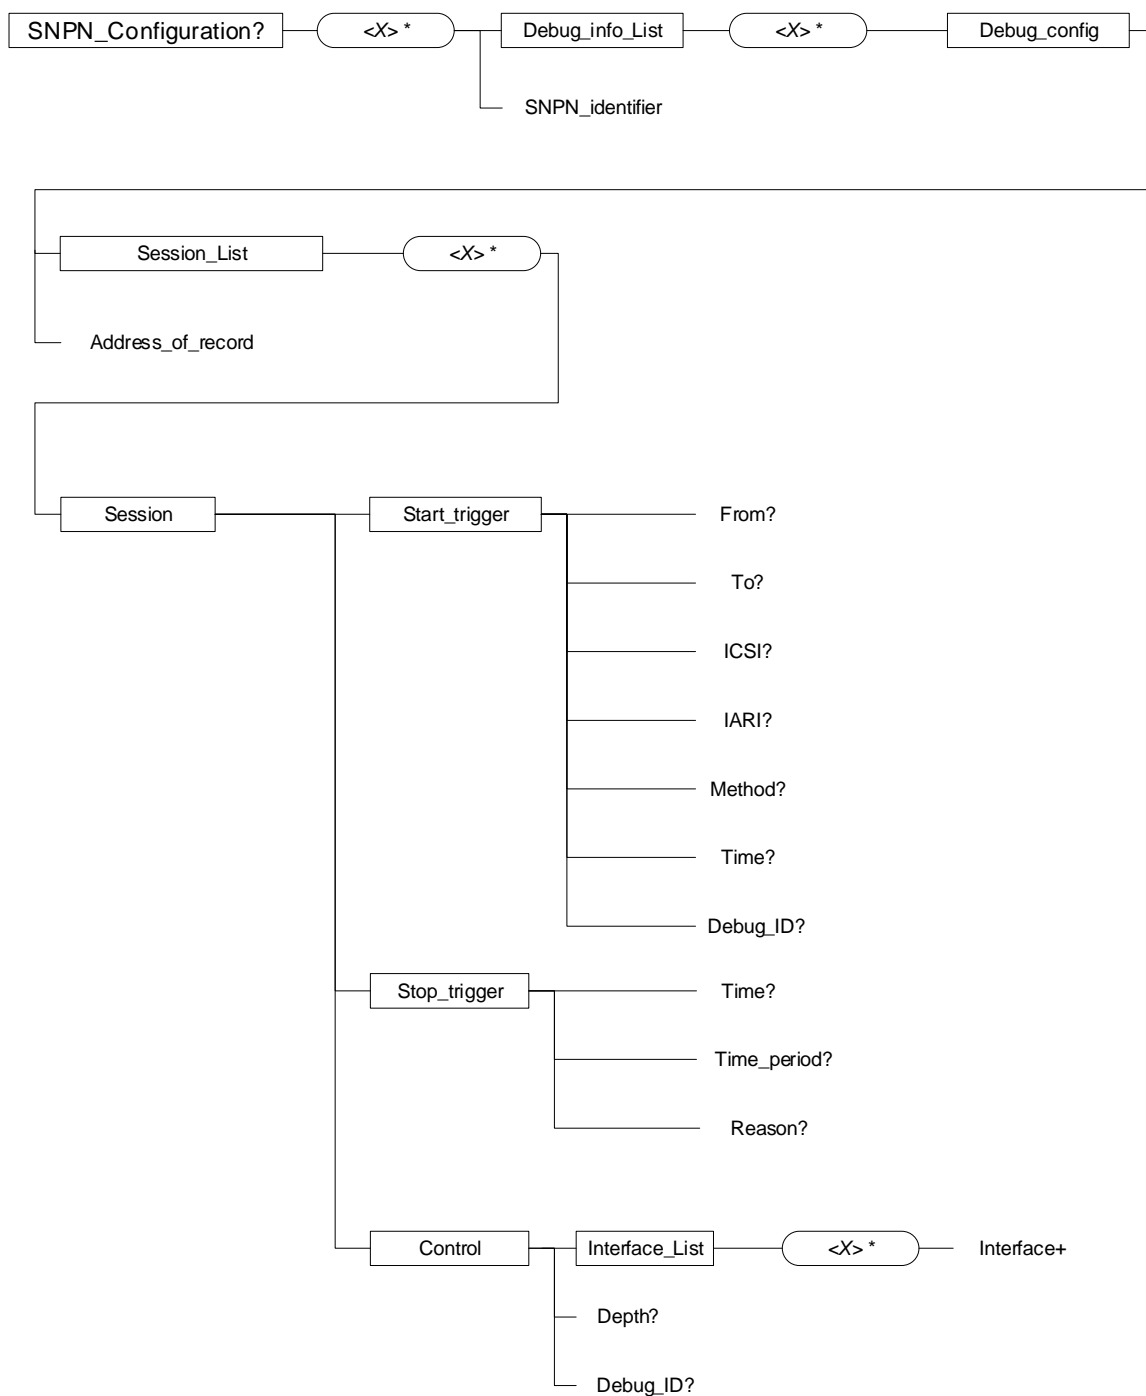 SNPN_Configuration? <X> * Debug_info_List <X> * Debug_config
SNPN_identifier
Session_List <X> *
Address_of_record
Session Start_trigger From?
To?
ICSI?
IARI?
Method?
Time?
Debug_ID?
Stop_trigger Time?
Time_period?
Reason?
Control Interface_List <X> * Interface+
Depth?
Debug_ID?